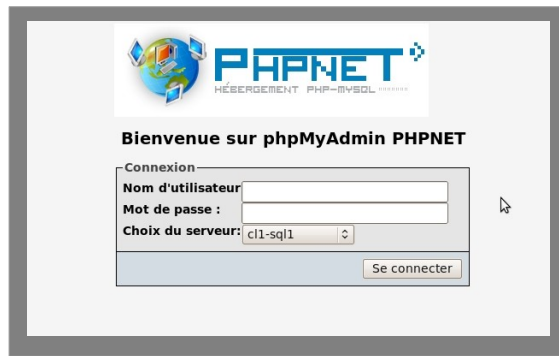 PHPNET
HÉBERGEMENT PHP-MYSQL
Bienvenue sur phpMyAdmin PHPNET
Connexion
Nom d'utilisateur
Mot de passe :
Choix du serveur: cl1-sql1
Se connecter